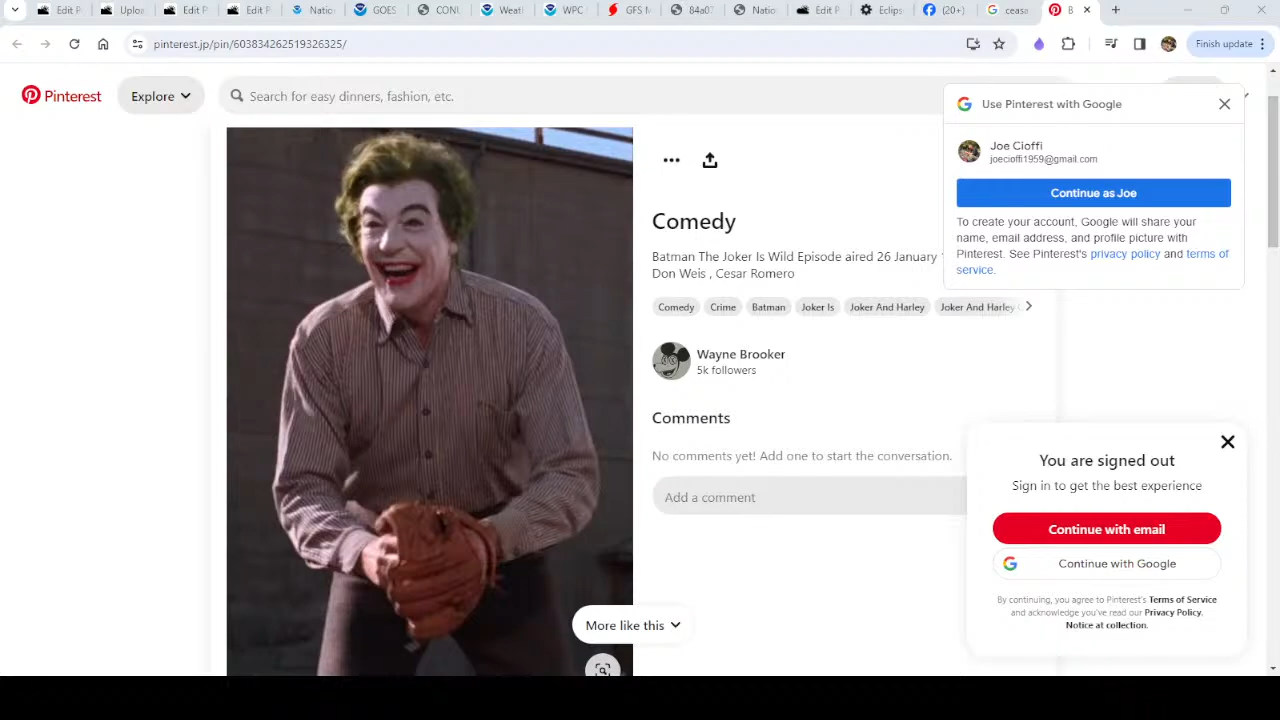 Edit P
Uploa
Edit P
Edit P
Natio
GOES
CONU
Weath
WPC
GFS M
84a07
Natio
Edit P
Eclips
(20+)
ceasa
B
pinterest.jp/pin/603834262519326325/
Finish update
Pinterest
Explore
Search for easy dinners, fashion, etc.
Use Pinterest with Google
Joe Cioffi
joecioffi1959@gmail.com
Continue as Joe
To create your account, Google will share your
name, email address, and profile picture with
Pinterest. See Pinterest's privacy policy and terms of
service.
Comedy
Batman The Joker Is Wild Episode aired 26 January
Don Weis , Cesar Romero
Comedy Crime Batman Joker Is Joker And Harley Joker And Harley
Wayne Brooker
5k followers
Comments
No comments yet! Add one to start the conversation.
Add a comment
More like this
You are signed out
Sign in to get the best experience
Continue with email
Continue with Google
By continuing, you agree to Pinterest's Terms of Service
and acknowledge you've read our Privacy Policy.
Notice at collection.